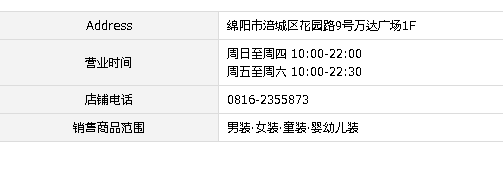 Address
绵阳市涪城区花园路9号万达广场1F
营业时间
周日至周四 10:00-22:00
周五至周六 10:00-22:30
店铺电话
0816-2355873
销售商品范围
男装·女装·童装·婴幼儿装